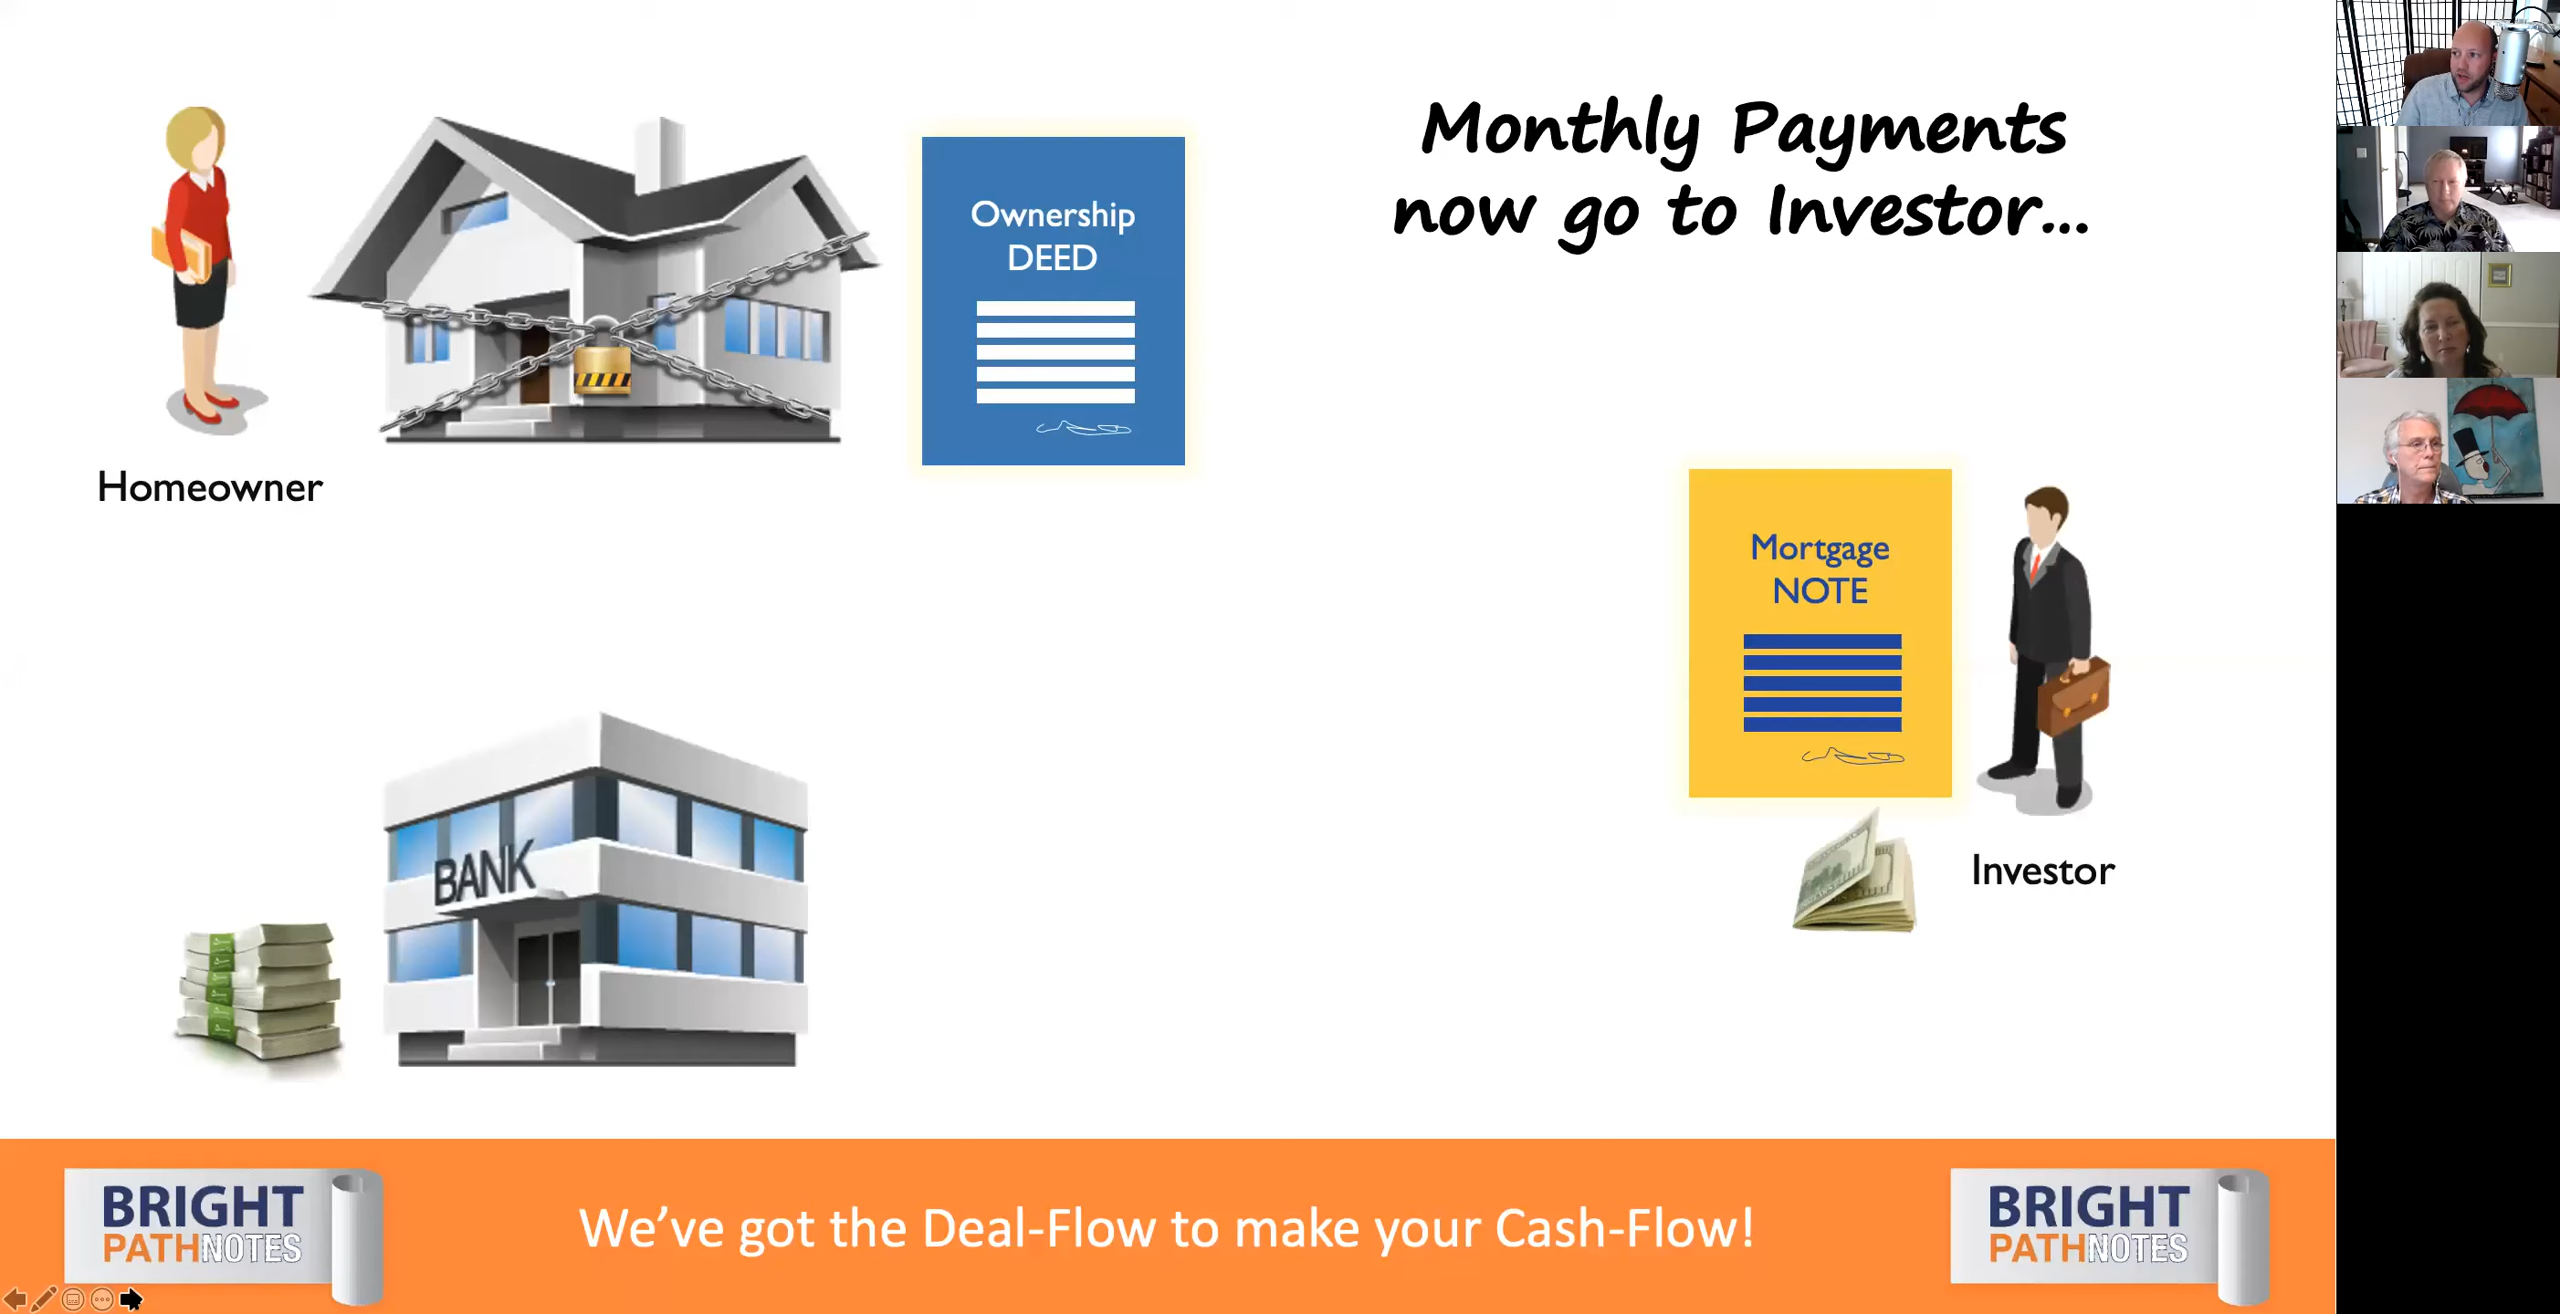 Monthly Payments
now go to Investor...
Ownership
DEED
Homeowner
Mortgage
NOTE
BANK
Investor
BRIGHT
PATHNOTES
We've got the Deal-Flow to make your Cash-Flow!
BRIGHT
PATHNOTES